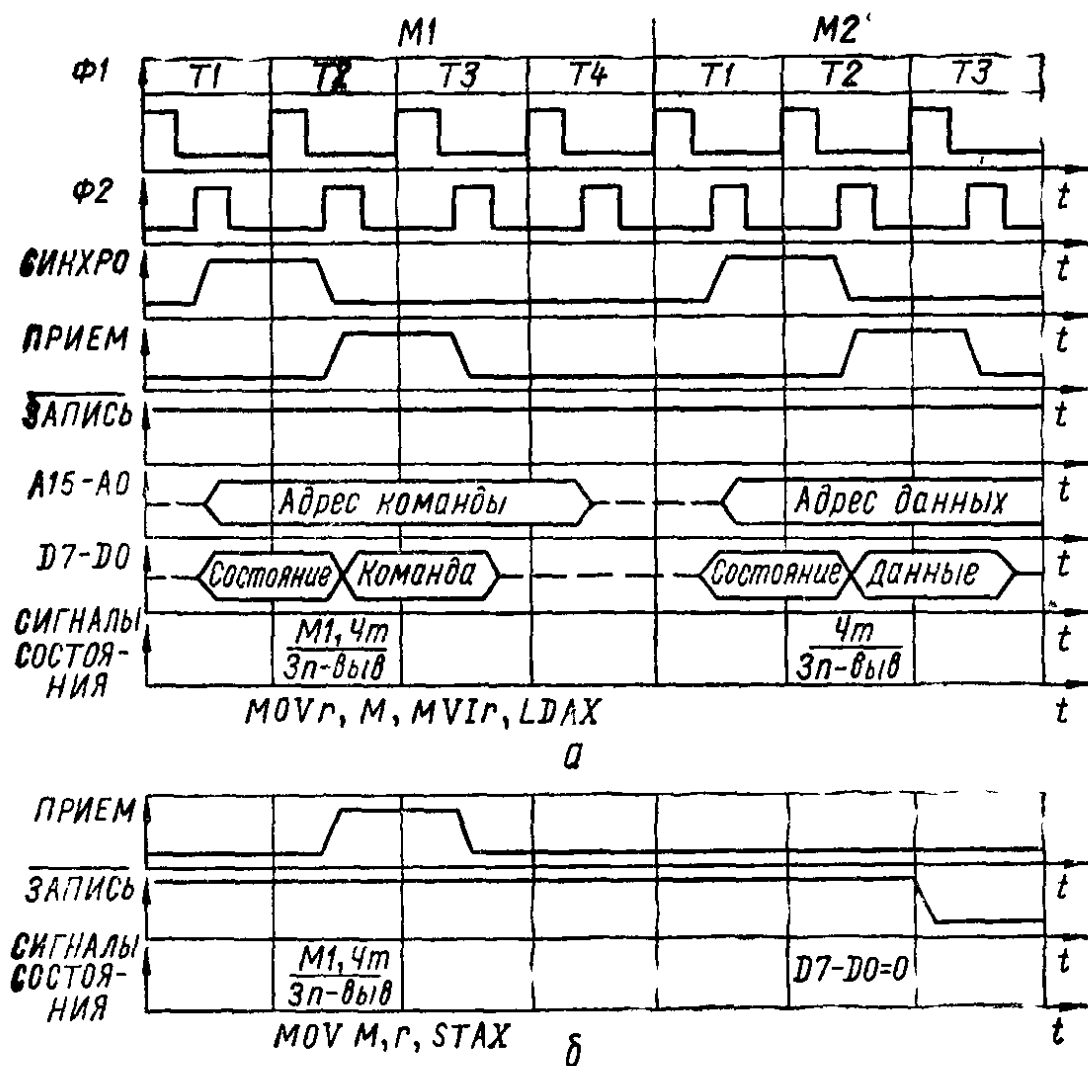 M1 M2
Ф1 T1 T2 T3 T4 T1 T2 T3
t
Ф2
t
СИНХРО
t
ПРИЕМ
t
ЗАПИСЬ
t
A15-A0 Адрес команды Адрес данных
t
D7-D0 Состояние Команда Состояние Данные
t
СИГНАЛЫ
СОСТОЯ-
НИЯ
M1, Чт
Зп-выв
Чт
Зп-выв
t
t
MOVr, M, MVIr, LDAX
а
ПРИЕМ
ЗАПИСЬ
t
СИГНАЛЫ
СОСТОЯ-
НИЯ
M1, Чт
Зп-выв
D7-D0=0
t
t
MOV M,r, STAX
б